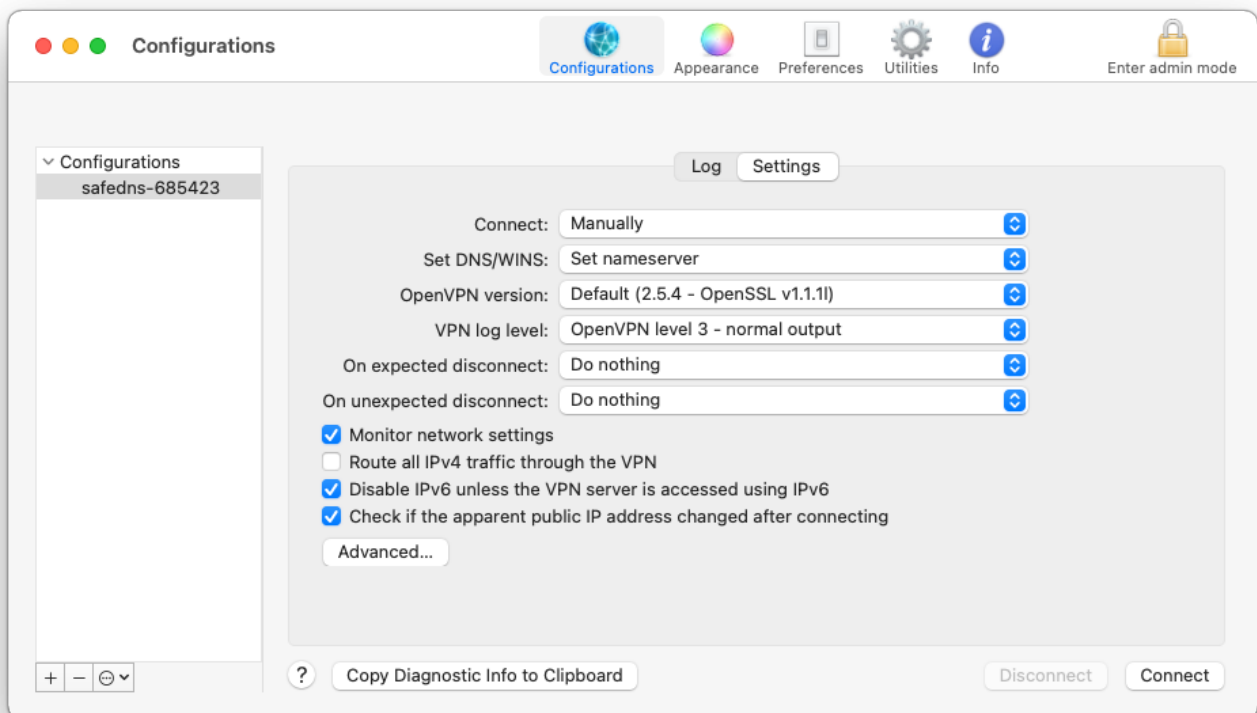 Configurations
Configurations
Appearance
Preferences
Utilities
Info
Enter admin mode
Configurations
safedns-685423
Log
Settings
Connect: Manually
Set DNS/WINS: Set nameserver
OpenVPN version: Default (2.5.4 - OpenSSL v1.1.1l)
VPN log level: OpenVPN level 3 - normal output
On expected disconnect: Do nothing
On unexpected disconnect: Do nothing
Monitor network settings
Route all IPv4 traffic through the VPN
Disable IPv6 unless the VPN server is accessed using IPv6
Check if the apparent public IP address changed after connecting
Advanced...
?
Copy Diagnostic Info to Clipboard
Disconnect
Connect